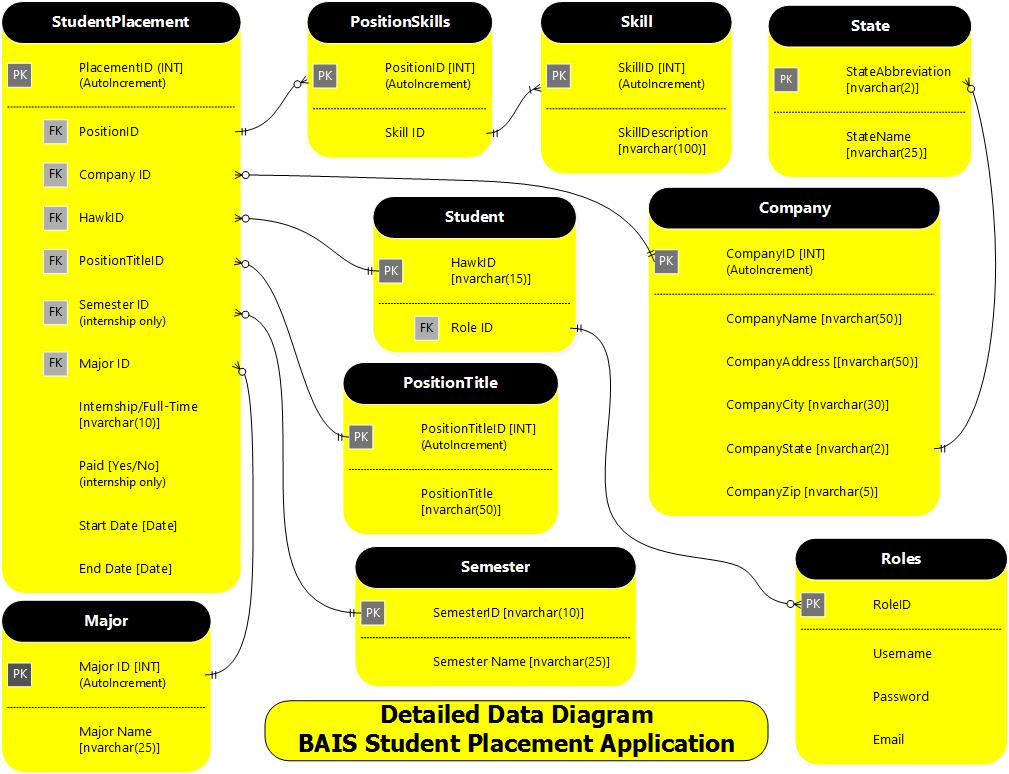 StudentPlacement
PK
PlacementID (INT]
(AutoIncrement)
FK
PositionID
FK
Company ID
FK
HawkID
FK
PositionTitleID
FK
Semester ID
(internship only)
FK
Major ID
Internship/Full-Time
[nvarchar(10)]
Paid [Yes/No]
(internship only)
Start Date [Date]
End Date [Date]
PositionSkills
PK
PositionID [INT]
(AutoIncrement)
Skill ID
Skill
PK
SkillID [INT]
(AutoIncrement)
SkillDescription
[nvarchar(100)]
State
PK
StateAbbreviation
[nvarchar(2)]
StateName
[nvarchar(25)]
Student
PK
HawkID
[nvarchar(15)]
FK
Role ID
Company
PK
CompanyID [INT]
(AutoIncrement)
CompanyName [nvarchar(50)]
CompanyAddress [[nvarchar(50)]
CompanyCity [nvarchar(30)]
CompanyState [nvarchar(2)]
CompanyZip [nvarchar(5)]
PositionTitle
PK
PositionTitleID [INT]
(AutoIncrement)
PositionTitle
[nvarchar(50)]
Semester
PK
SemesterID [nvarchar(10)]
Semester Name [nvarchar(25)]
Roles
PK
RoleID
Username
Password
Email
Major
PK
Major ID [INT]
(AutoIncrement)
Major Name
[nvarchar(25)]
Detailed Data Diagram
BAIS Student Placement Application